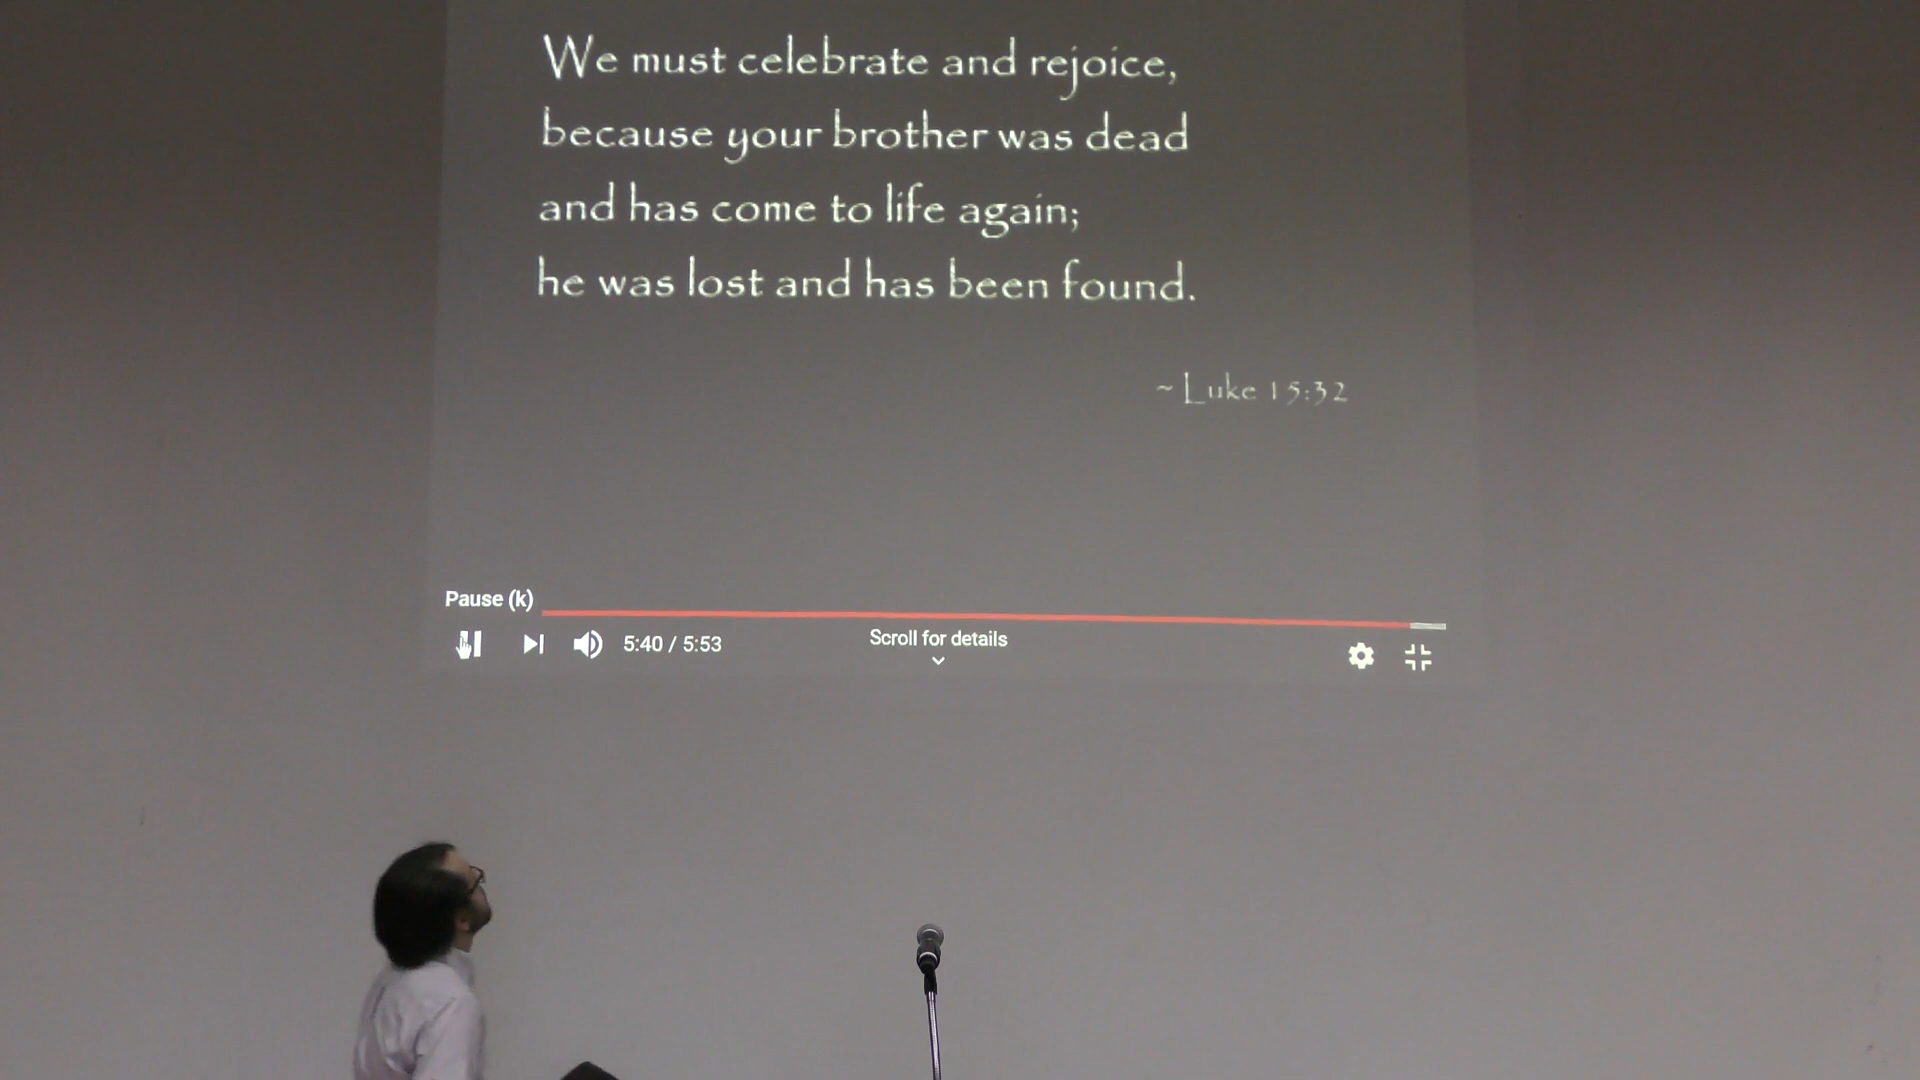 We must celebrate and rejoice,
because your brother was dead
and has come to life again;
he was lost and has been found.
~ Luke 15:32
Pause (k)
5:40 / 5:53
Scroll for details